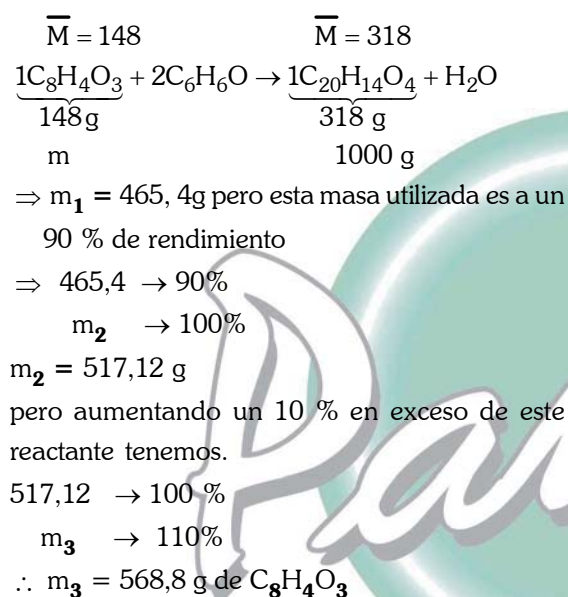 M̅ = 148 M̅ = 318
1C₈H₄O₃ + 2C₆H₆O → 1C₂₀H₁₄O₄ + H₂O
148 g 318 g
m 1000 g
⇒ m₁ = 465, 4g pero esta masa utilizada es a un
90 % de rendimiento
⇒ 465,4 → 90%
m₂ → 100%
m₂ = 517,12 g
pero aumentando un 10 % en exceso de este
reactante tenemos.
517,12 → 100 %
m₃ → 110%
∴ m₃ = 568,8 g de C₈H₄O₃